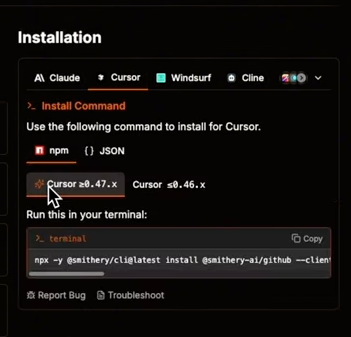 Installation
Claude Cursor Windsurf Cline
>_ Install Command
Use the following command to install for Cursor.
npm {} JSON
Cursor ≥0.47.x Cursor ≤0.46.x
Run this in your terminal:
>_ terminal Copy
npx -y @smithery/cli@latest install @smithery-ai/github --client
Report Bug Troubleshoot